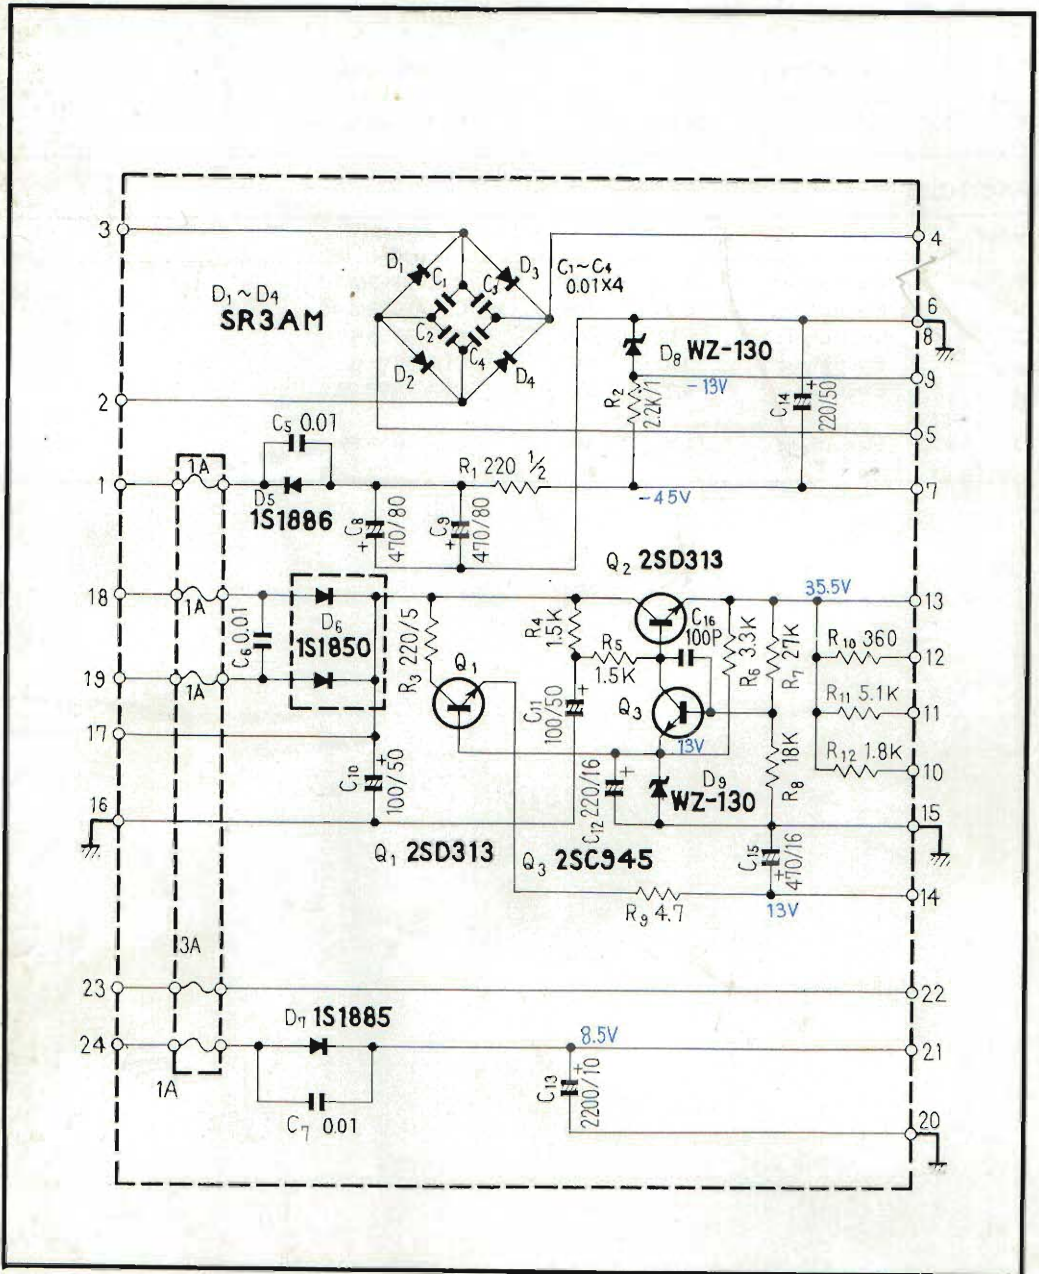 3
4
D₁ D₃
C₁~C₄
0.01X4
C₁ C₃
D₁~D₄
SR3AM
C₂ C₄
D₂ D₄
6
8
D₈ WZ-130
-13V
9
R₂
2.2K/1
C₁₄ +
220/50
2
5
C₅ 0.01
1A
R₁ 220 ½
1
D₅
1S1886
-45V
7
C₈ +
470/80
C₉ +
470/80
Q₂ 2SD313
18
1A
35.5V
13
C₆ 0.01
D₆
1S1850
R₃ 220/5
R₄
1.5K
C₁₆
100P
R₆ 3.3K
R₇ 27K
R₁₀ 360
12
R₅
1.5K
19
1A
Q₁
Q₃
R₁₁ 5.1K
11
C₁₁ +
100/50
17
13V
R₈ 18K
R₁₂ 1.8K
10
C₁₀ +
100/50
C₁₂ 220/16 +
D₉
WZ-130
16
15
Q₁ 2SD313
Q₃ 2SC945
C₁₅ +
470/16
R₉ 4.7
13V
14
3A
23
22
D₇ 1S1885
8.5V
24
21
1A
C₁₃ +
2200/10
C₇ 0.01
20